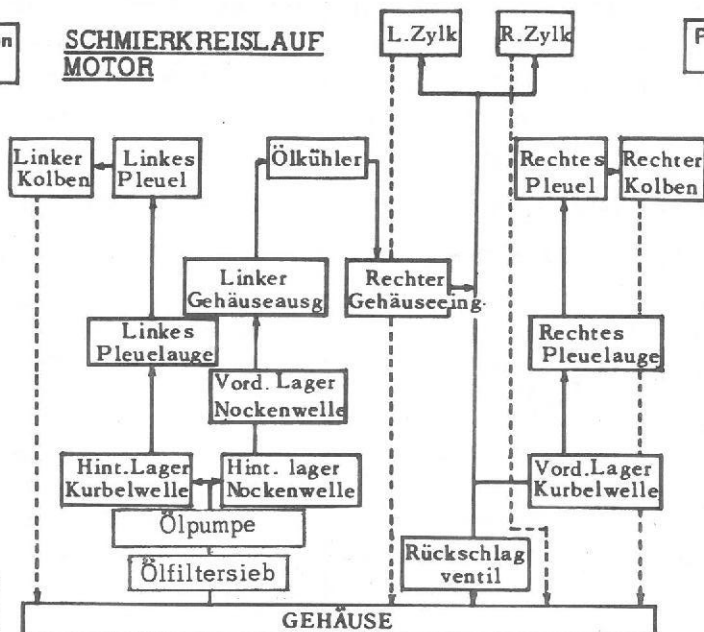 SCHMIERKREISLAUF
MOTOR
L.Zylk
R.Zylk
Linker
Kolben
Linkes
Pleuel
Ölkühler
Rechtes
Pleuel
Rechter
Kolben
Linker
Gehäuseausg
Rechter
Gehäuseeing.
Linkes
Pleuelauge
Rechtes
Pleuelauge
Vord. Lager
Nockenwelle
Hint.Lager
Kurbelwelle
Hint. lager
Nockenwelle
Vord.Lager
Kurbelwelle
Ölpumpe
Ölfiltersieb
Rückschlag
ventil
GEHÄUSE